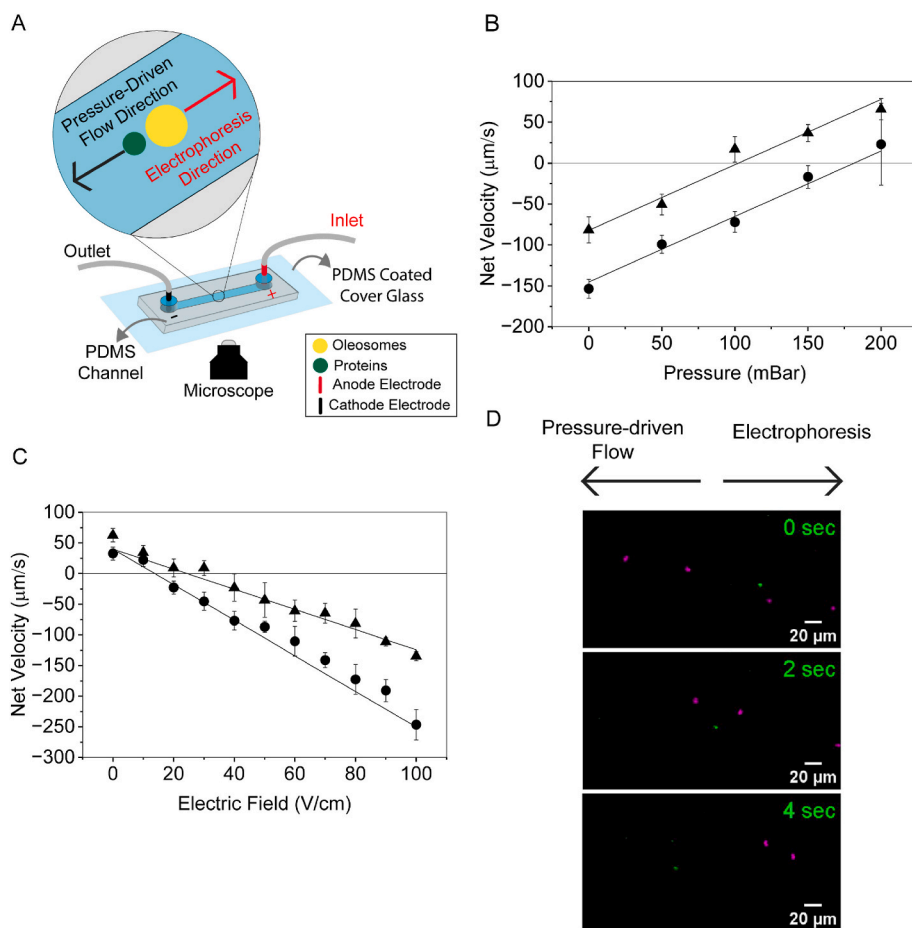 A
Pressure-Driven
Flow Direction
Electrophoresis
Direction
Inlet
Outlet
PDMS Coated
Cover Glass
+
-
PDMS
Channel
Microscope
Oleosomes
Proteins
Anode Electrode
Cathode Electrode
B
Net Velocity (μm/s)
100
50
0
−50
−100
−150
−200
0 50 100 150 200
Pressure (mBar)
C
Net Velocity (μm/s)
100
50
0
−50
−100
−150
−200
−250
−300
0 20 40 60 80 100
Electric Field (V/cm)
D
Pressure-driven
Flow
Electrophoresis
0 sec
20 μm
2 sec
20 μm
4 sec
20 μm